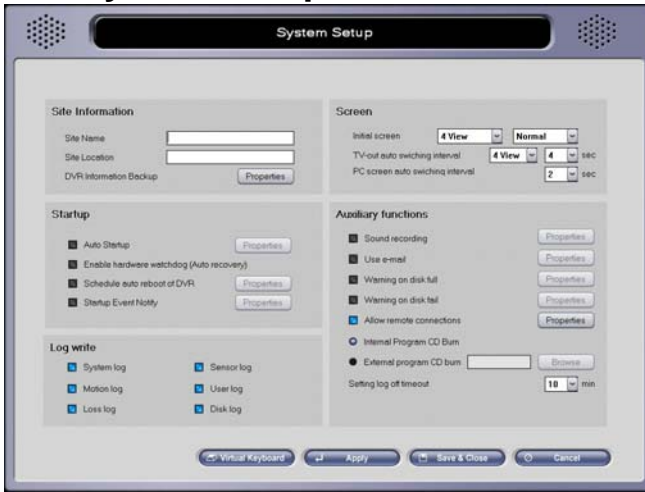 System Setup
Site Information
Site Name
Site Location
DVR Information Backup Properties
Screen
Initial screen 4 View Normal
TV-out auto swiching interval 4 View 4 sec
PC screen auto swiching interval 2 sec
Startup
Auto Startup Properties
Enable hardware watchdog (Auto recovery)
Schedule auto reboot of DVR Properties
Startup Event Notify Properties
Auxiliary functions
Sound recording Properties
Use e-mail Properties
Warning on disk full Properties
Warning on disk fail Properties
Allow remote connections Properties
Internal Program CD Burn
External program CD burn Browse
Setting log off timeout 10 min
Log write
System log Sensor log
Motion log User log
Loss log Disk log
Virtual Keyboard Apply Save & Close Cancel